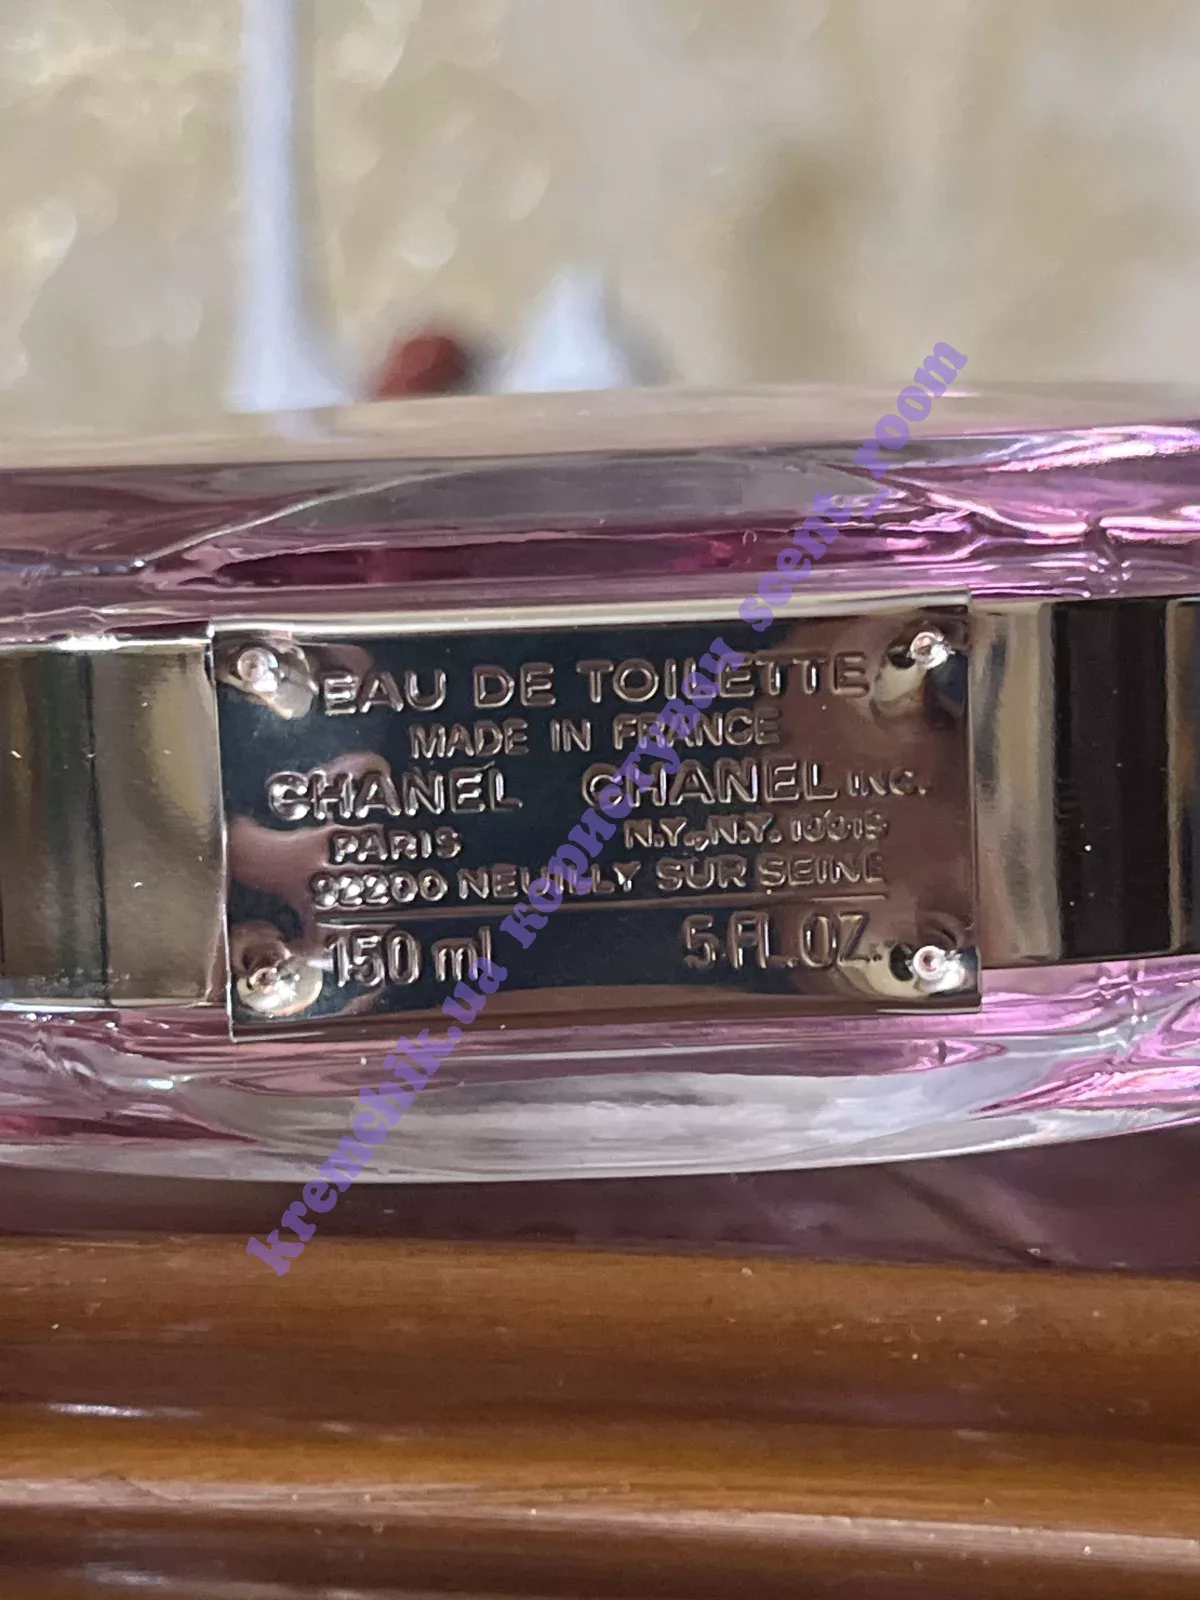 EAU DE TOILETTE
MADE IN FRANCE
CHANEL CHANEL INC.
PARIS N.Y., N.Y. 10019
92200 NEUILLY SUR SEINE
150 ml 5 FL.OZ.
kremchik.ua користувач scent_room